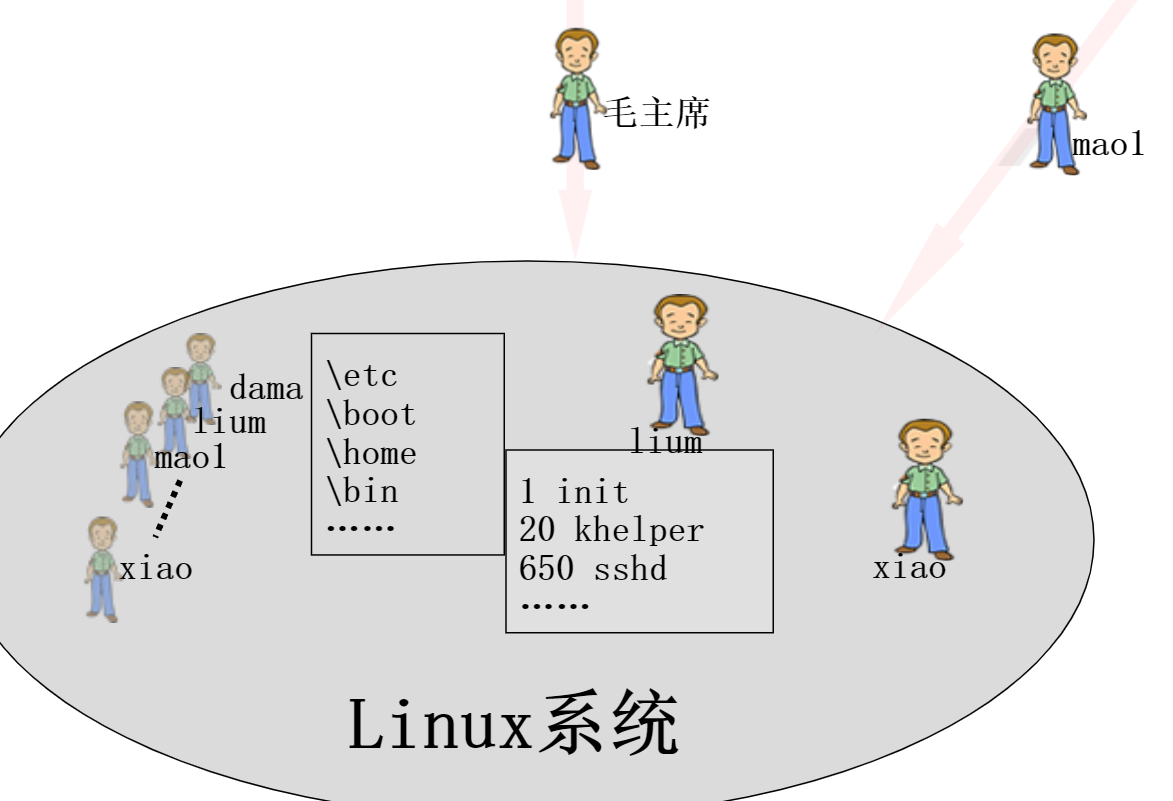 毛主席
mao1
dama
lium
mao1
xiao
\etc
\boot
\home
\bin
……
lium
1 init
20 khelper
650 sshd
……
xiao
Linux系统